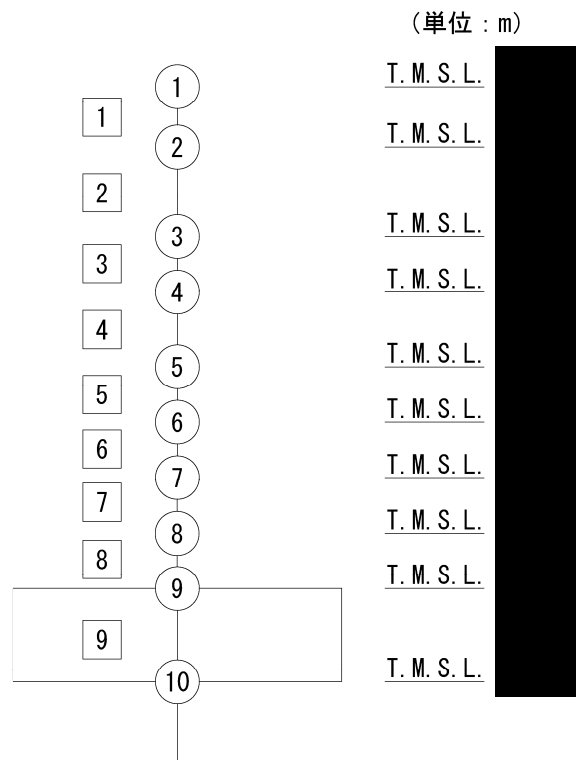 (単位:m)
① T.M.S.L.
1
② T.M.S.L.
2
③ T.M.S.L.
3
④ T.M.S.L.
4
⑤ T.M.S.L.
5
⑥ T.M.S.L.
6
⑦ T.M.S.L.
7
⑧ T.M.S.L.
8
⑨ T.M.S.L.
9
⑩ T.M.S.L.